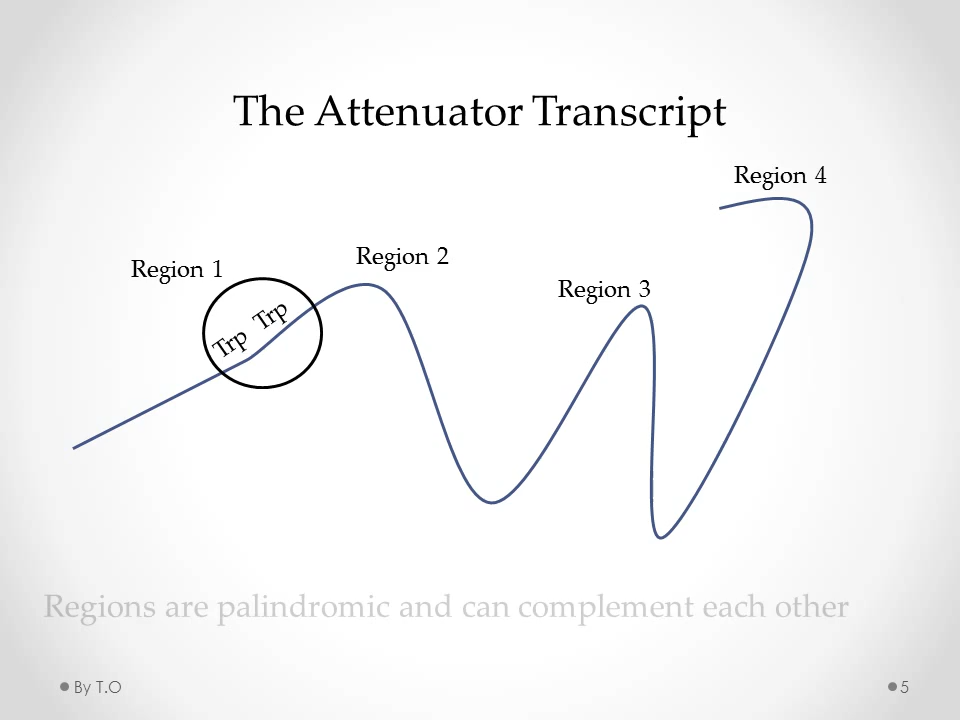 The Attenuator Transcript
Region 4
Region 2
Region 1
Region 3
Trp Trp
Regions are palindromic and can complement each other
By T.O
5